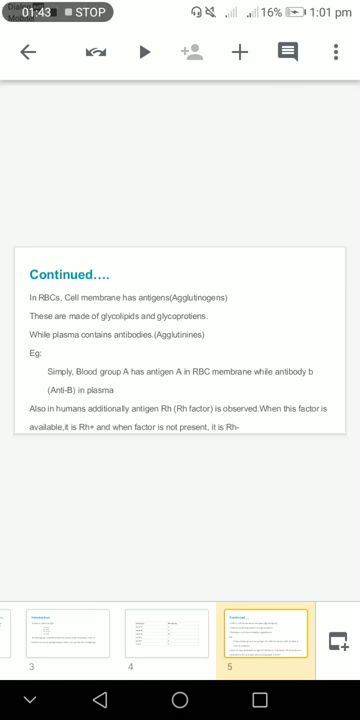 01:43 STOP 16% 1:01 pm
Continued....
In RBCs, Cell membrane has antigens(Agglutinogens)
These are made of glycolipids and glycoprotiens.
While plasma contains antibodies.(Agglutinines)
Eg:
Simply, Blood group A has antigen A in RBC membrane while antibody b
(Anti-B) in plasma
Also in humans additionally antigen Rh (Rh factor) is observed.When this factor is
available,it is Rh+ and when factor is not present, it is Rh-
Introduction
Continued....
3 4 5